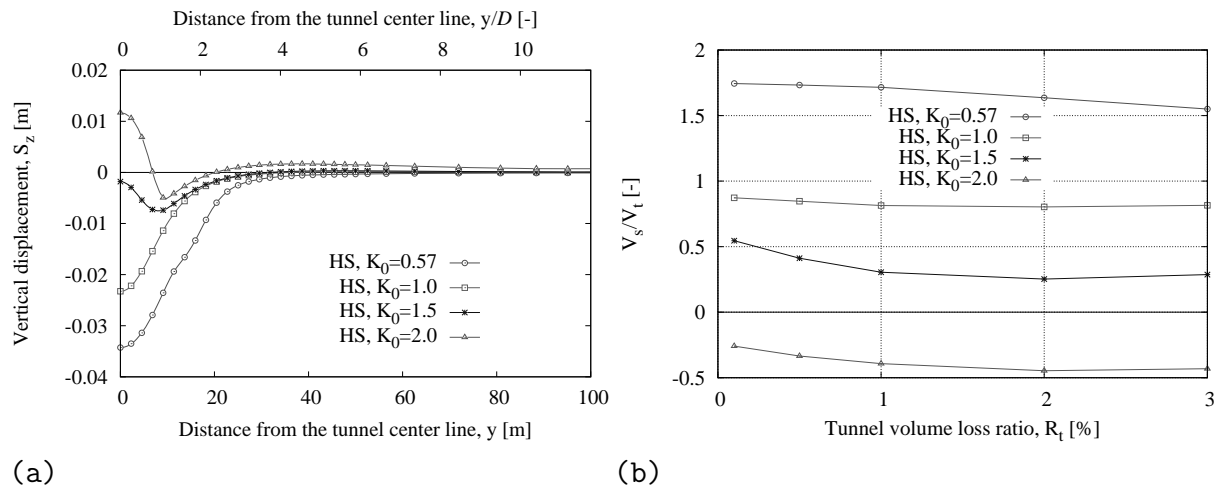 Distance from the tunnel center line, y/D [-]
0 2 4 6 8 10
0.02
0.01
0
-0.01
-0.02
-0.03
-0.04
Vertical displacement, S_z [m]
HS, K_0=0.57
HS, K_0=1.0
HS, K_0=1.5
HS, K_0=2.0
0 20 40 60 80 100
Distance from the tunnel center line, y [m]
(a)
2
1.5
1
0.5
0
-0.5
V_s/V_t [-]
HS, K_0=0.57
HS, K_0=1.0
HS, K_0=1.5
HS, K_0=2.0
0 1 2 3
Tunnel volume loss ratio, R_t [%]
(b)